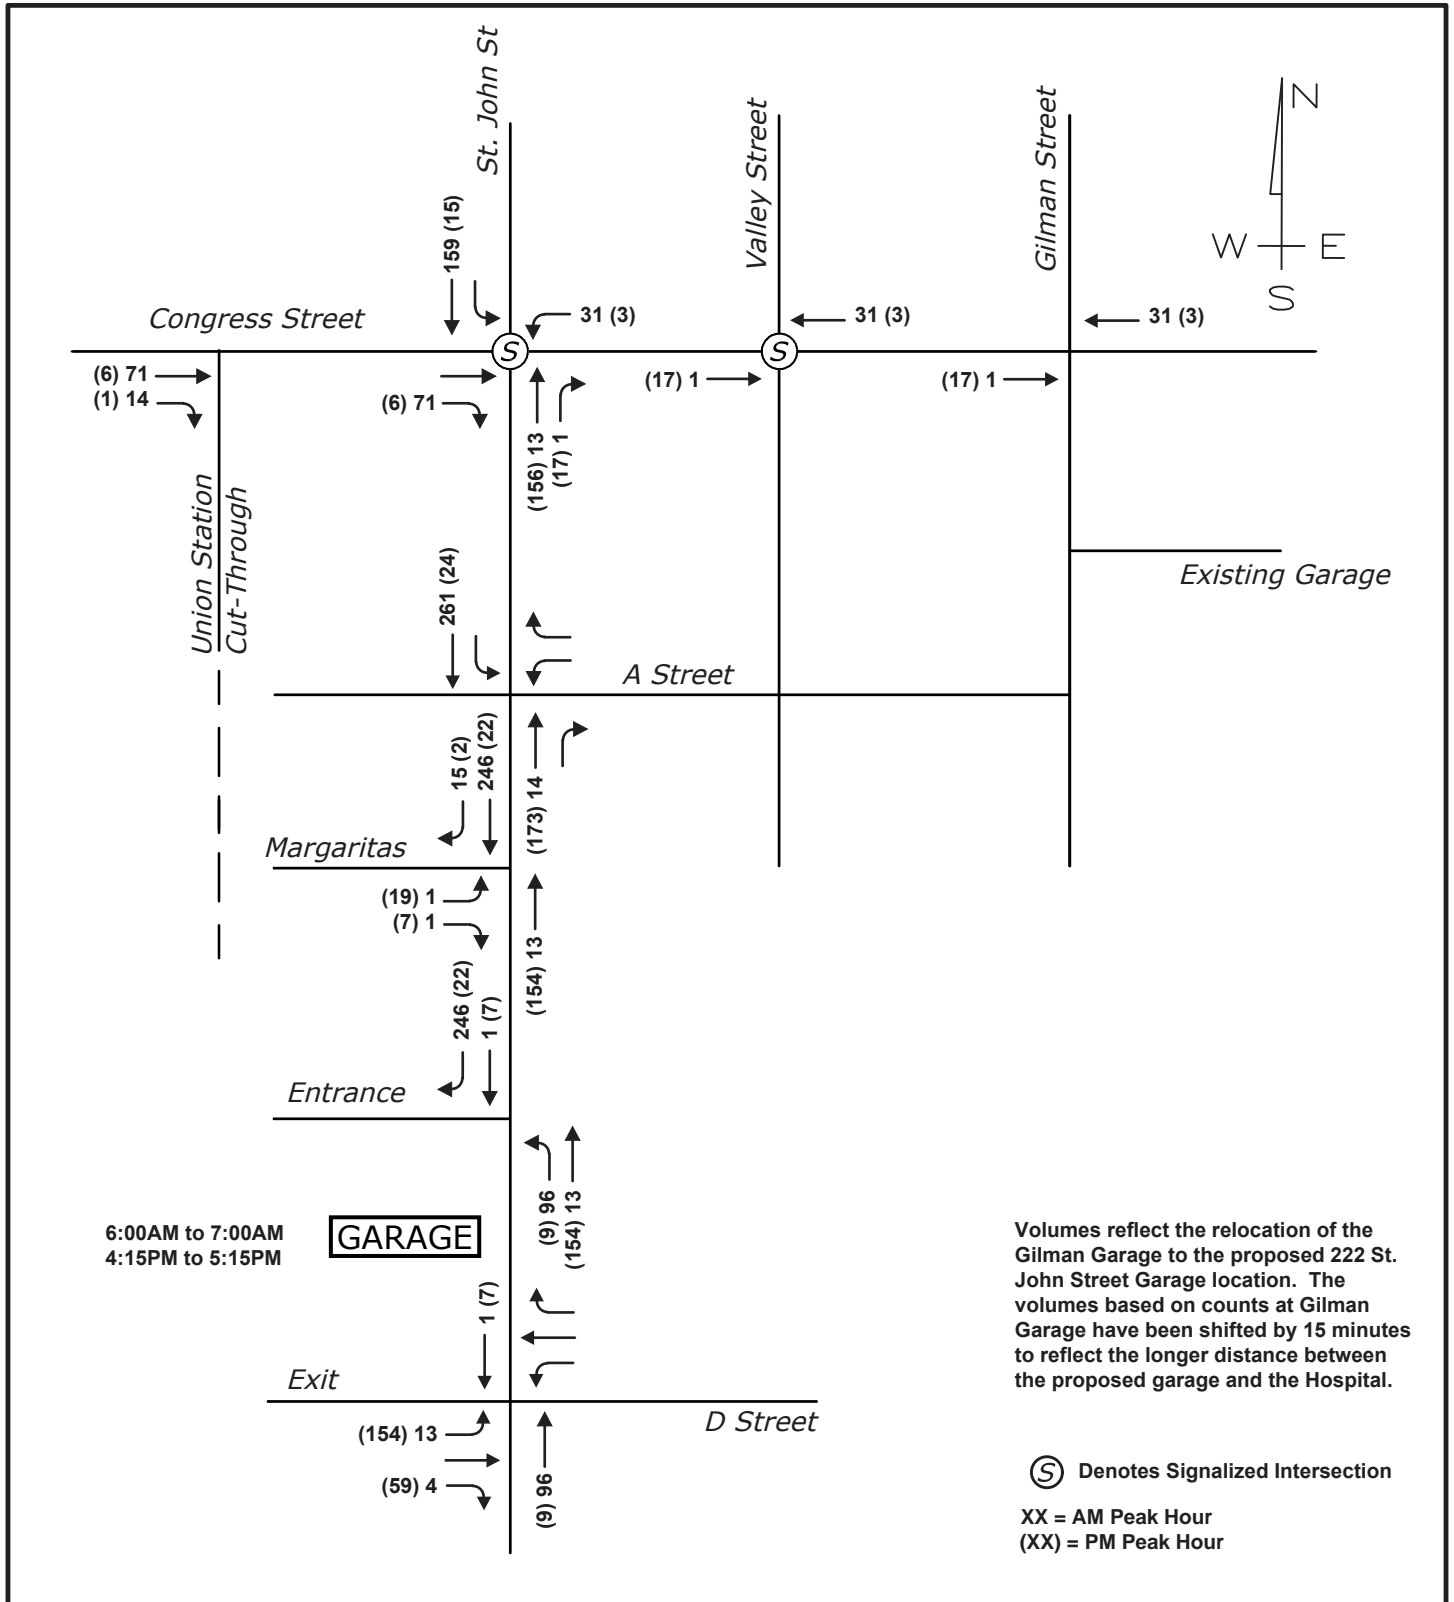 St. John St
Valley Street
Gilman Street
N
W E
S
159 (15)
Congress Street
31 (3)
31 (3)
31 (3)
S
S
(6) 71
(1) 14
(6) 71
(17) 1
(17) 1
(156) 13
(17) 1
Union Station
Cut-Through
Existing Garage
261 (24)
A Street
15 (2)
246 (22)
(173) 14
Margaritas
(19) 1
(7) 1
(154) 13
246 (22)
1 (7)
Entrance
(9) 96
(154) 13
6:00AM to 7:00AM
4:15PM to 5:15PM
GARAGE
1 (7)
Exit
D Street
(154) 13
(59) 4
(9) 96
Volumes reflect the relocation of the
Gilman Garage to the proposed 222 St.
John Street Garage location. The
volumes based on counts at Gilman
Garage have been shifted by 15 minutes
to reflect the longer distance between
the proposed garage and the Hospital.
S Denotes Signalized Intersection
XX = AM Peak Hour
(XX) = PM Peak Hour